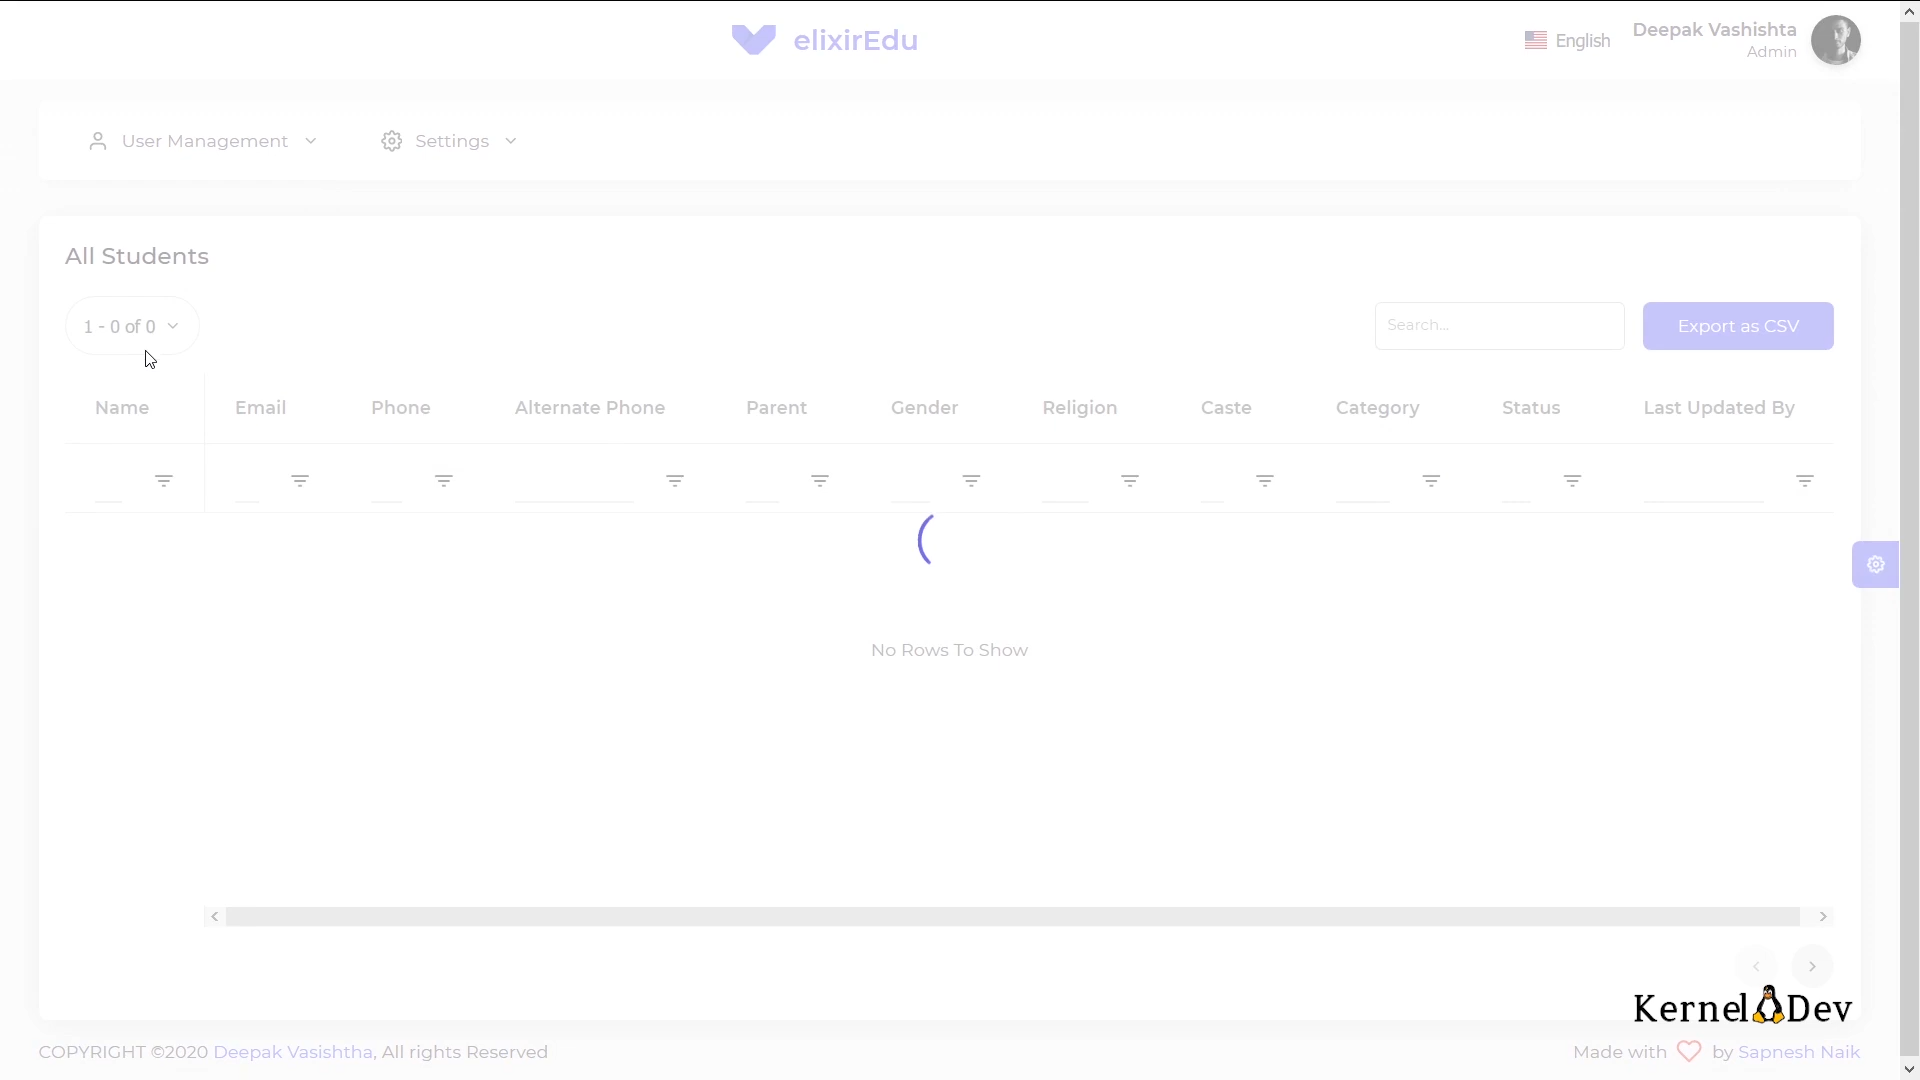 elixirEdu
English
Deepak Vashishta
Admin
User Management
Settings
All Students
1 - 0 of 0
Search...
Export as CSV
Name Email Phone Alternate Phone Parent Gender Religion Caste Category Status Last Updated By
No Rows To Show
Kernel Dev
COPYRIGHT ©2020 Deepak Vasishtha, All rights Reserved
Made with by Sapnesh Naik